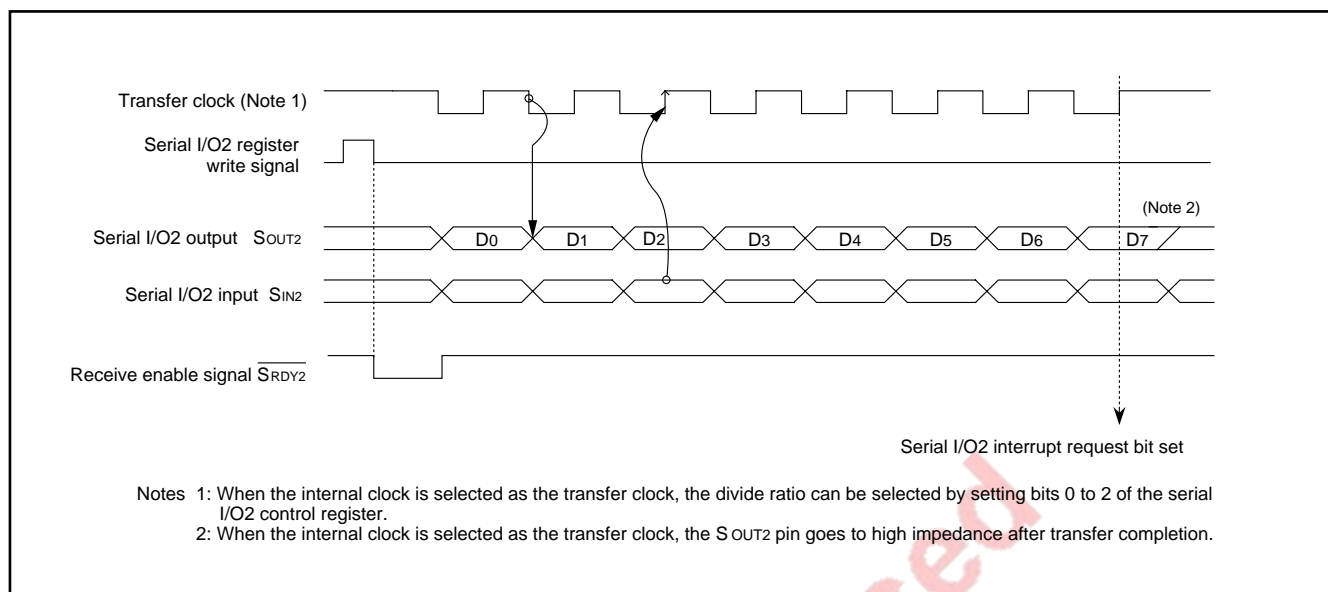 Transfer clock (Note 1)
Serial I/O2 register
write signal
(Note 2)
Serial I/O2 output SOUT2
D0 D1 D2 D3 D4 D5 D6 D7
Serial I/O2 input SIN2
Receive enable signal SRDY2
Serial I/O2 interrupt request bit set
Notes 1: When the internal clock is selected as the transfer clock, the divide ratio can be selected by setting bits 0 to 2 of the serial
I/O2 control register.
2: When the internal clock is selected as the transfer clock, the SOUT2 pin goes to high impedance after transfer completion.